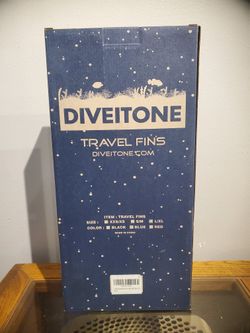 DIVEITONE
TRAVEL FINS
DIVEITONE.COM
ITEM : TRAVEL FINS
SIZE : XXS/XS S/M L/XL
COLOR : BLACK BLUE RED
MADE IN CHINA